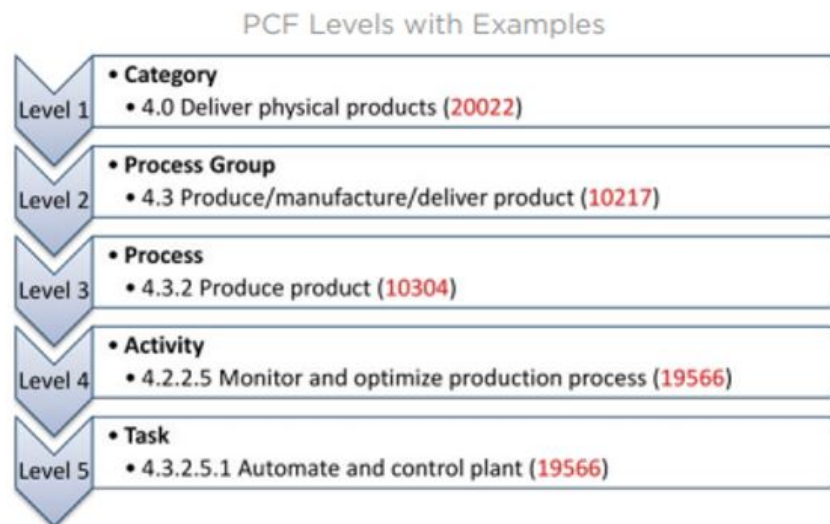 PCF Levels with Examples
Level 1
• Category
• 4.0 Deliver physical products (20022)
Level 2
• Process Group
• 4.3 Produce/manufacture/deliver product (10217)
Level 3
• Process
• 4.3.2 Produce product (10304)
Level 4
• Activity
• 4.2.2.5 Monitor and optimize production process (19566)
Level 5
• Task
• 4.3.2.5.1 Automate and control plant (19566)